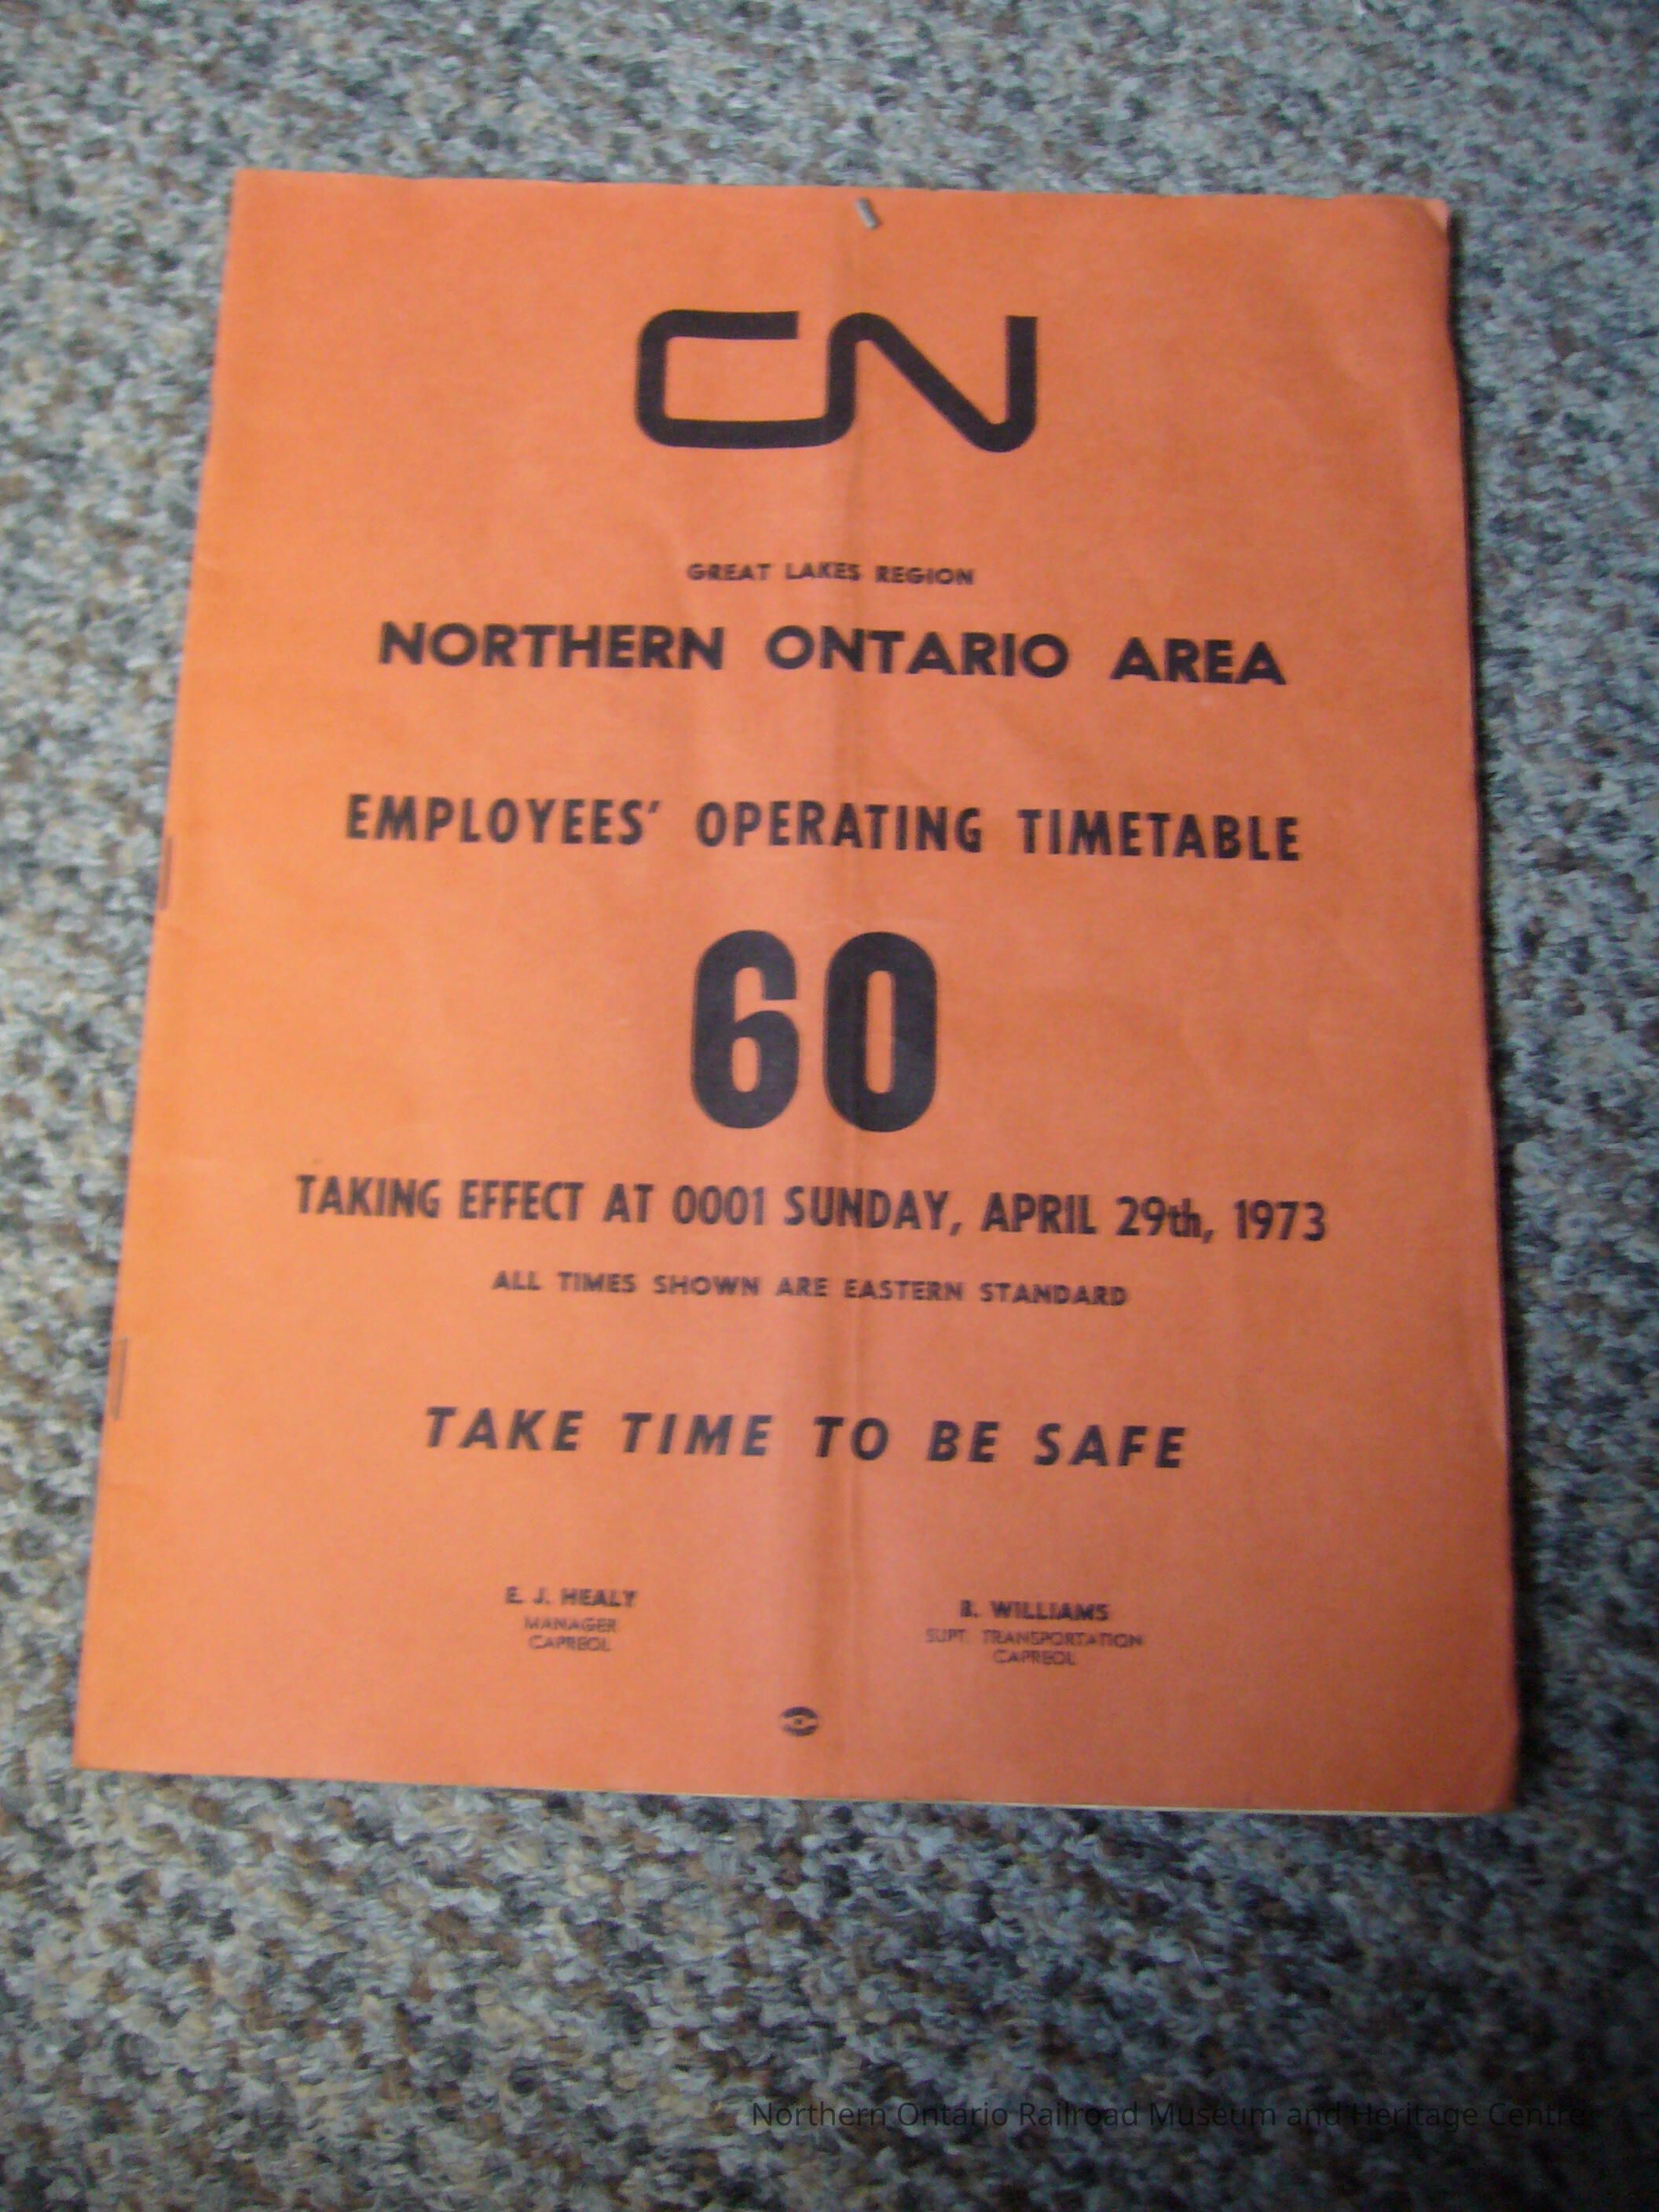 CN
GREAT LAKES REGION
NORTHERN ONTARIO AREA
EMPLOYEES' OPERATING TIMETABLE
60
TAKING EFFECT AT 0001 SUNDAY, APRIL 29th, 1973
ALL TIMES SHOWN ARE EASTERN STANDARD
TAKE TIME TO BE SAFE
E. J. HEALY
MANAGER
CAPREOL
B. WILLIAMS
SUPT. TRANSPORTATION
CAPREOL
Northern Ontario Railroad Museum and Heritage Centre